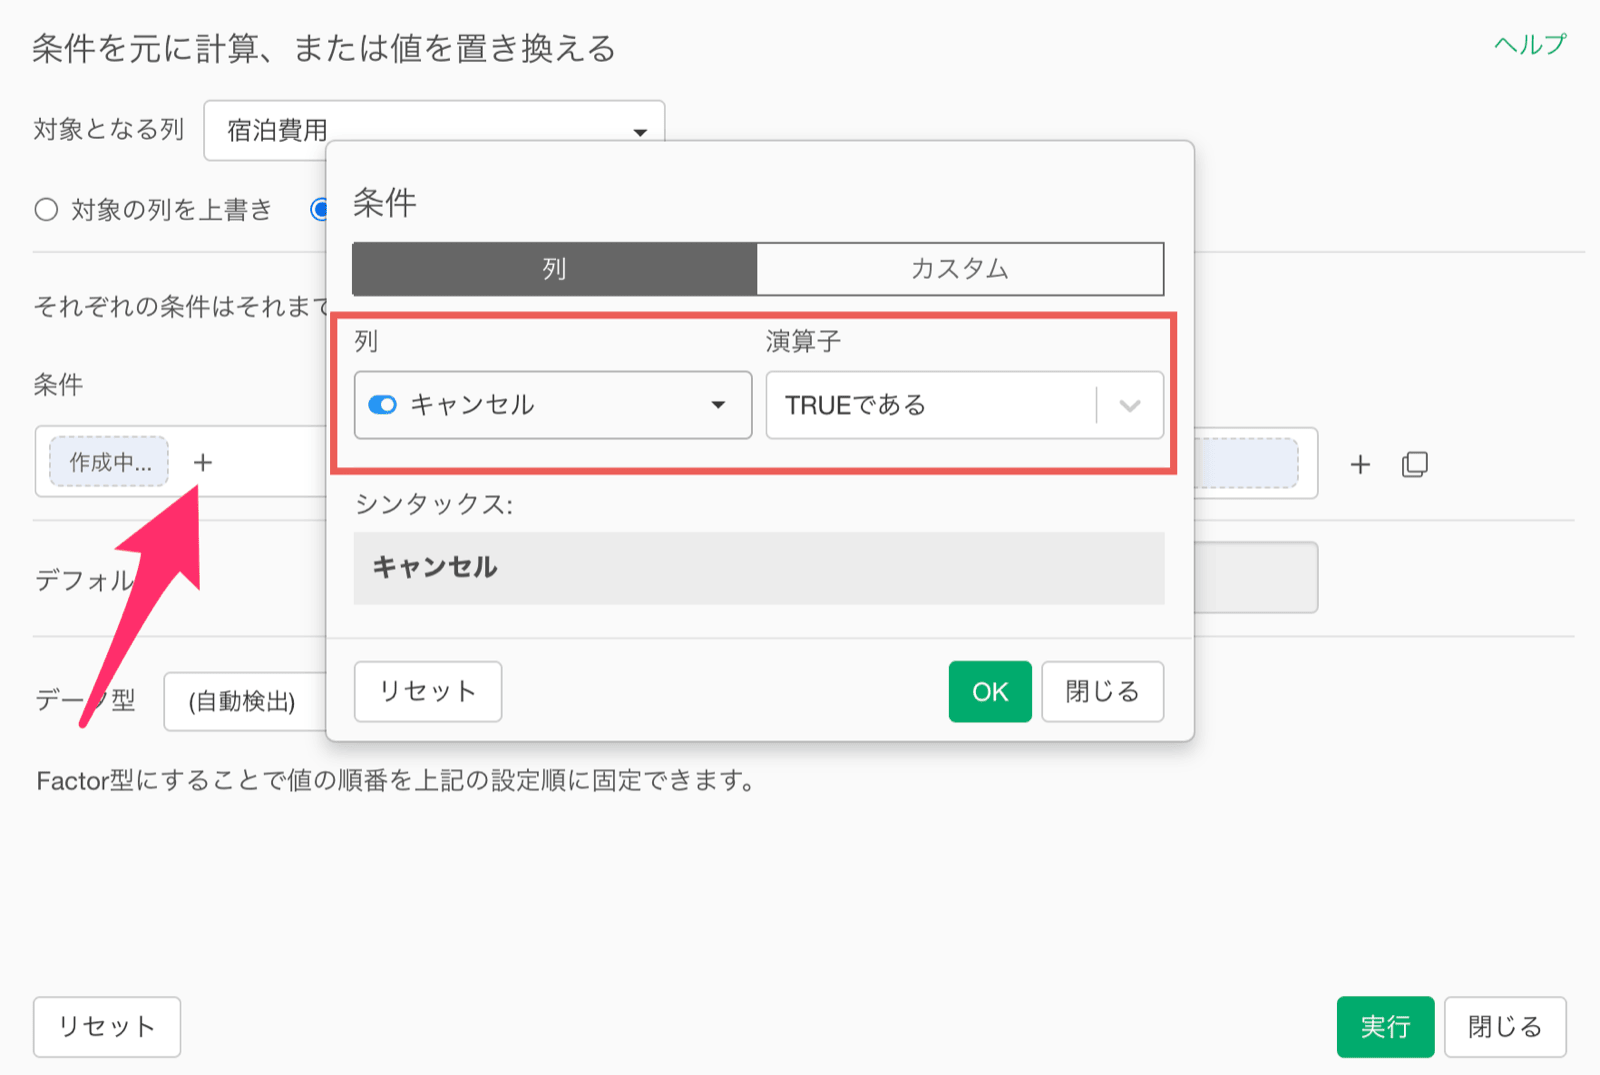 条件を元に計算、または値を置き換える
ヘルプ
対象となる列
宿泊費用
対象の列を上書き
それぞれの条件はそれまで
条件
作成中...
デフォル
データ型
(自動検出)
Factor型にすることで値の順番を上記の設定順に固定できます。
リセット
実行
閉じる
条件
列
カスタム
列
演算子
キャンセル
TRUEである
シンタックス:
キャンセル
リセット
OK
閉じる